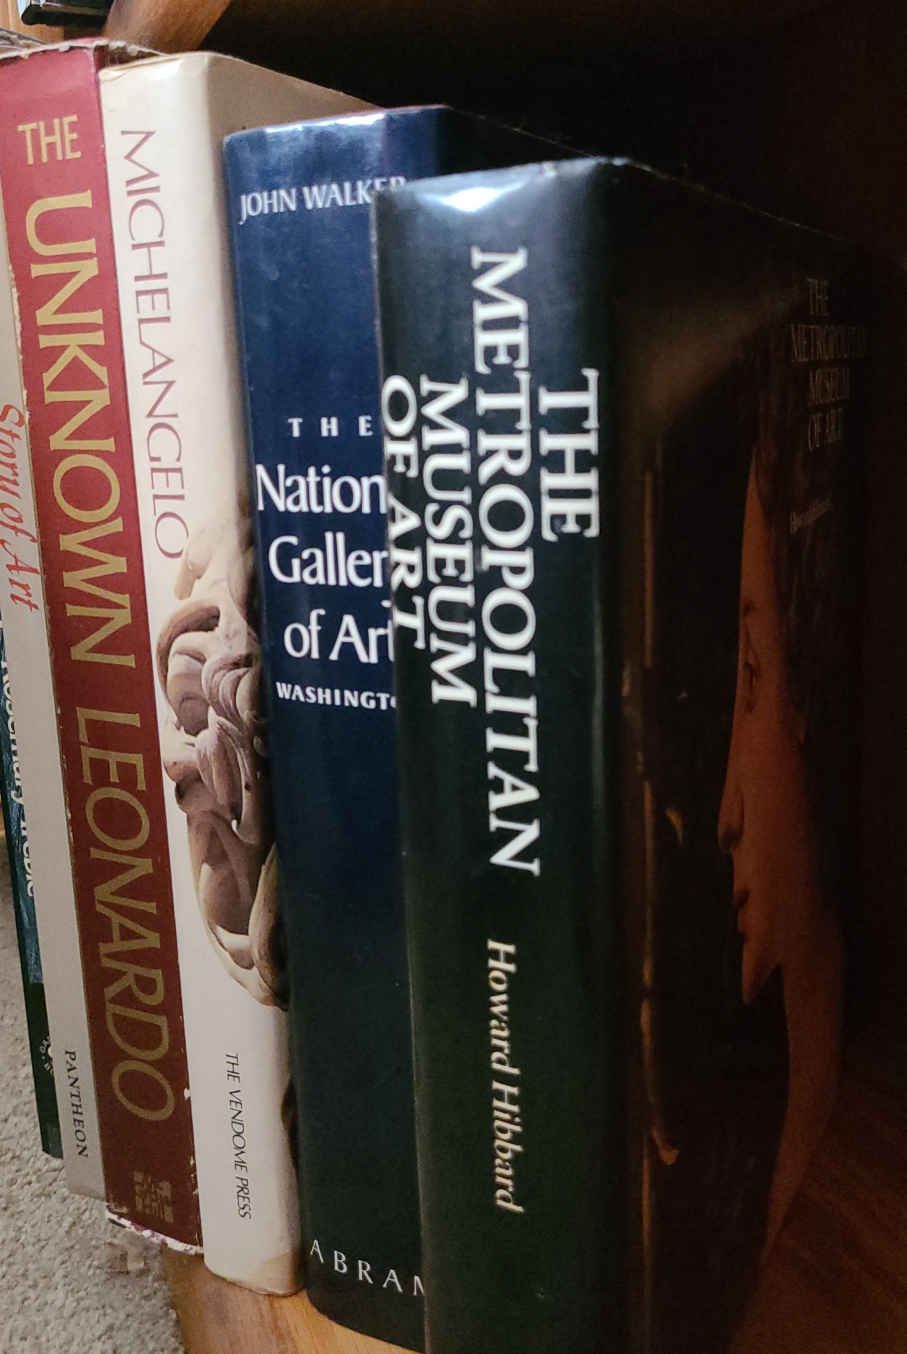 Story of Art
PANTHEON
THE
UNKNOWN
LEONARDO
MICHELANGELO
THE VENDOME PRESS
JOHN WALKER
THE
Nation
Galler
of Art
WASHINGT
ABRAM
THE
METROPOLITAN
MUSEUM
OF ART
Howard Hibbard
THE
METROPOLITAN
MUSEUM
OF ART